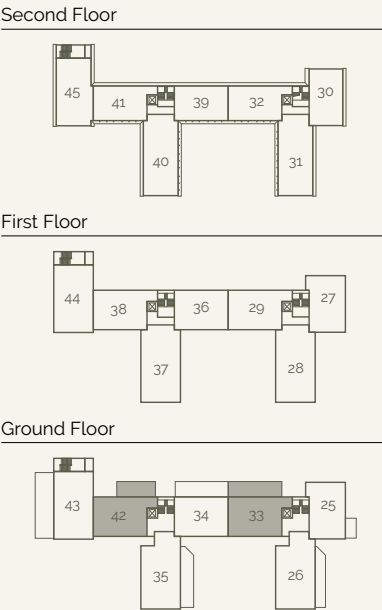 Second Floor
45 41 39 32 30
40 31
First Floor
44 38 36 29 27
37 28
Ground Floor
43 42 34 33 25
35 26